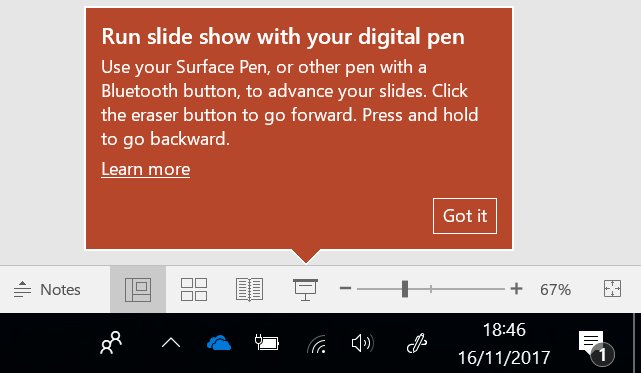 Run slide show with your digital pen
Use your Surface Pen, or other pen with a
Bluetooth button, to advance your slides. Click
the eraser button to go forward. Press and hold
to go backward.
Learn more
Got it
Notes
67%
18:46
16/11/2017
1